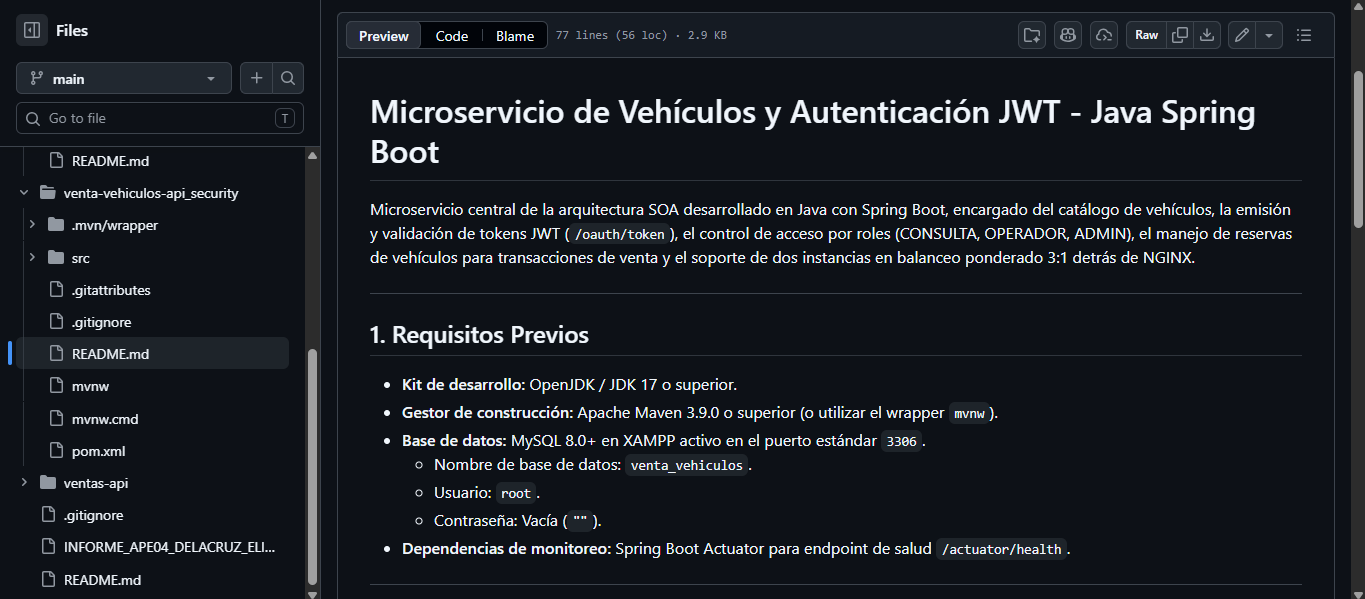 Files
main
Go to file
T
README.md
venta-vehiculos-api_security
.mvn/wrapper
src
.gitattributes
.gitignore
README.md
mvnw
mvnw.cmd
pom.xml
ventas-api
.gitignore
INFORME_APE04_DELACRUZ_ELI...
README.md
Preview Code Blame 77 lines (56 loc) · 2.9 KB
Raw
Microservicio de Vehículos y Autenticación JWT - Java Spring
Boot
Microservicio central de la arquitectura SOA desarrollado en Java con Spring Boot, encargado del catálogo de vehículos, la emisión
y validación de tokens JWT ( /oauth/token ), el control de acceso por roles (CONSULTA, OPERADOR, ADMIN), el manejo de reservas
de vehículos para transacciones de venta y el soporte de dos instancias en balanceo ponderado 3:1 detrás de NGINX.
1. Requisitos Previos
• Kit de desarrollo: OpenJDK / JDK 17 o superior.
• Gestor de construcción: Apache Maven 3.9.0 o superior (o utilizar el wrapper mvnw ).
• Base de datos: MySQL 8.0+ en XAMPP activo en el puerto estándar 3306 .
◦ Nombre de base de datos: venta_vehiculos .
◦ Usuario: root .
◦ Contraseña: Vacía ( "" ).
• Dependencias de monitoreo: Spring Boot Actuator para endpoint de salud /actuator/health .